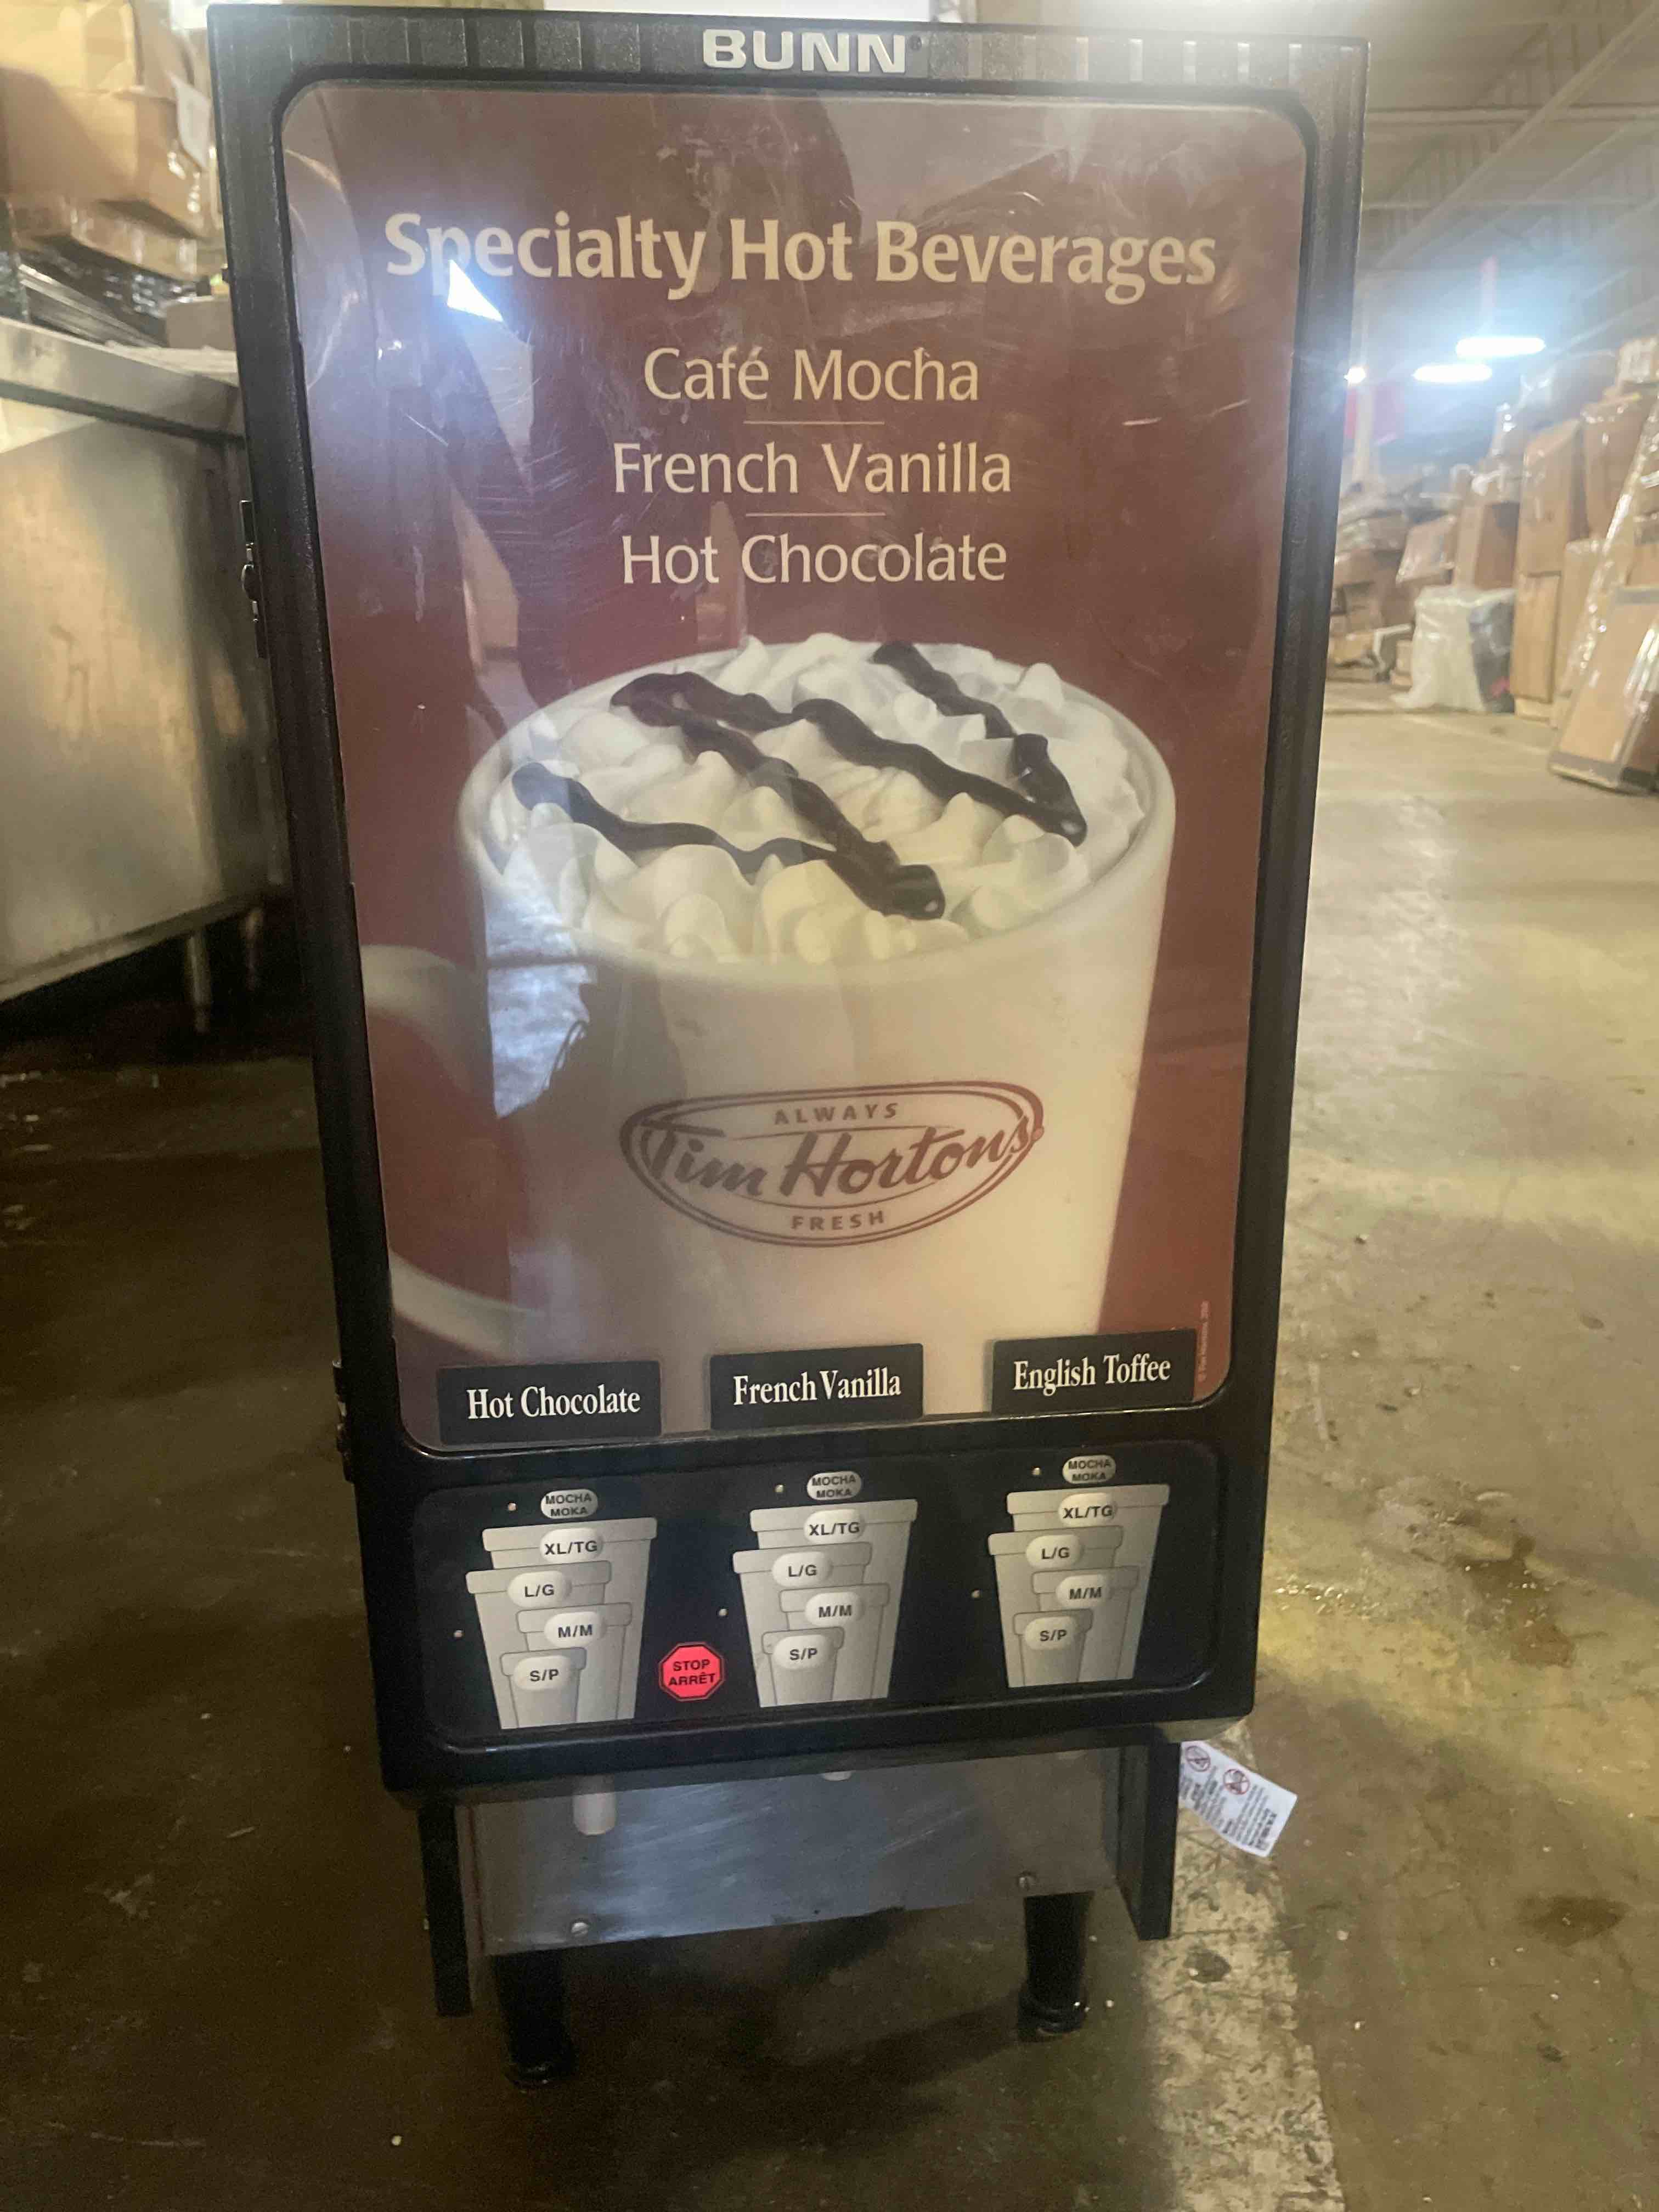 BUNN
Specialty Hot Beverages
Café Mocha
French Vanilla
Hot Chocolate
ALWAYS
Tim Hortons
FRESH
Hot Chocolate
French Vanilla
English Toffee
MOCHA
MOKA
XL/TG
L/G
M/M
S/P
STOP
ARRÊT
MOCHA
MOKA
XL/TG
L/G
M/M
S/P
MOCHA
MOKA
XL/TG
L/G
M/M
S/P